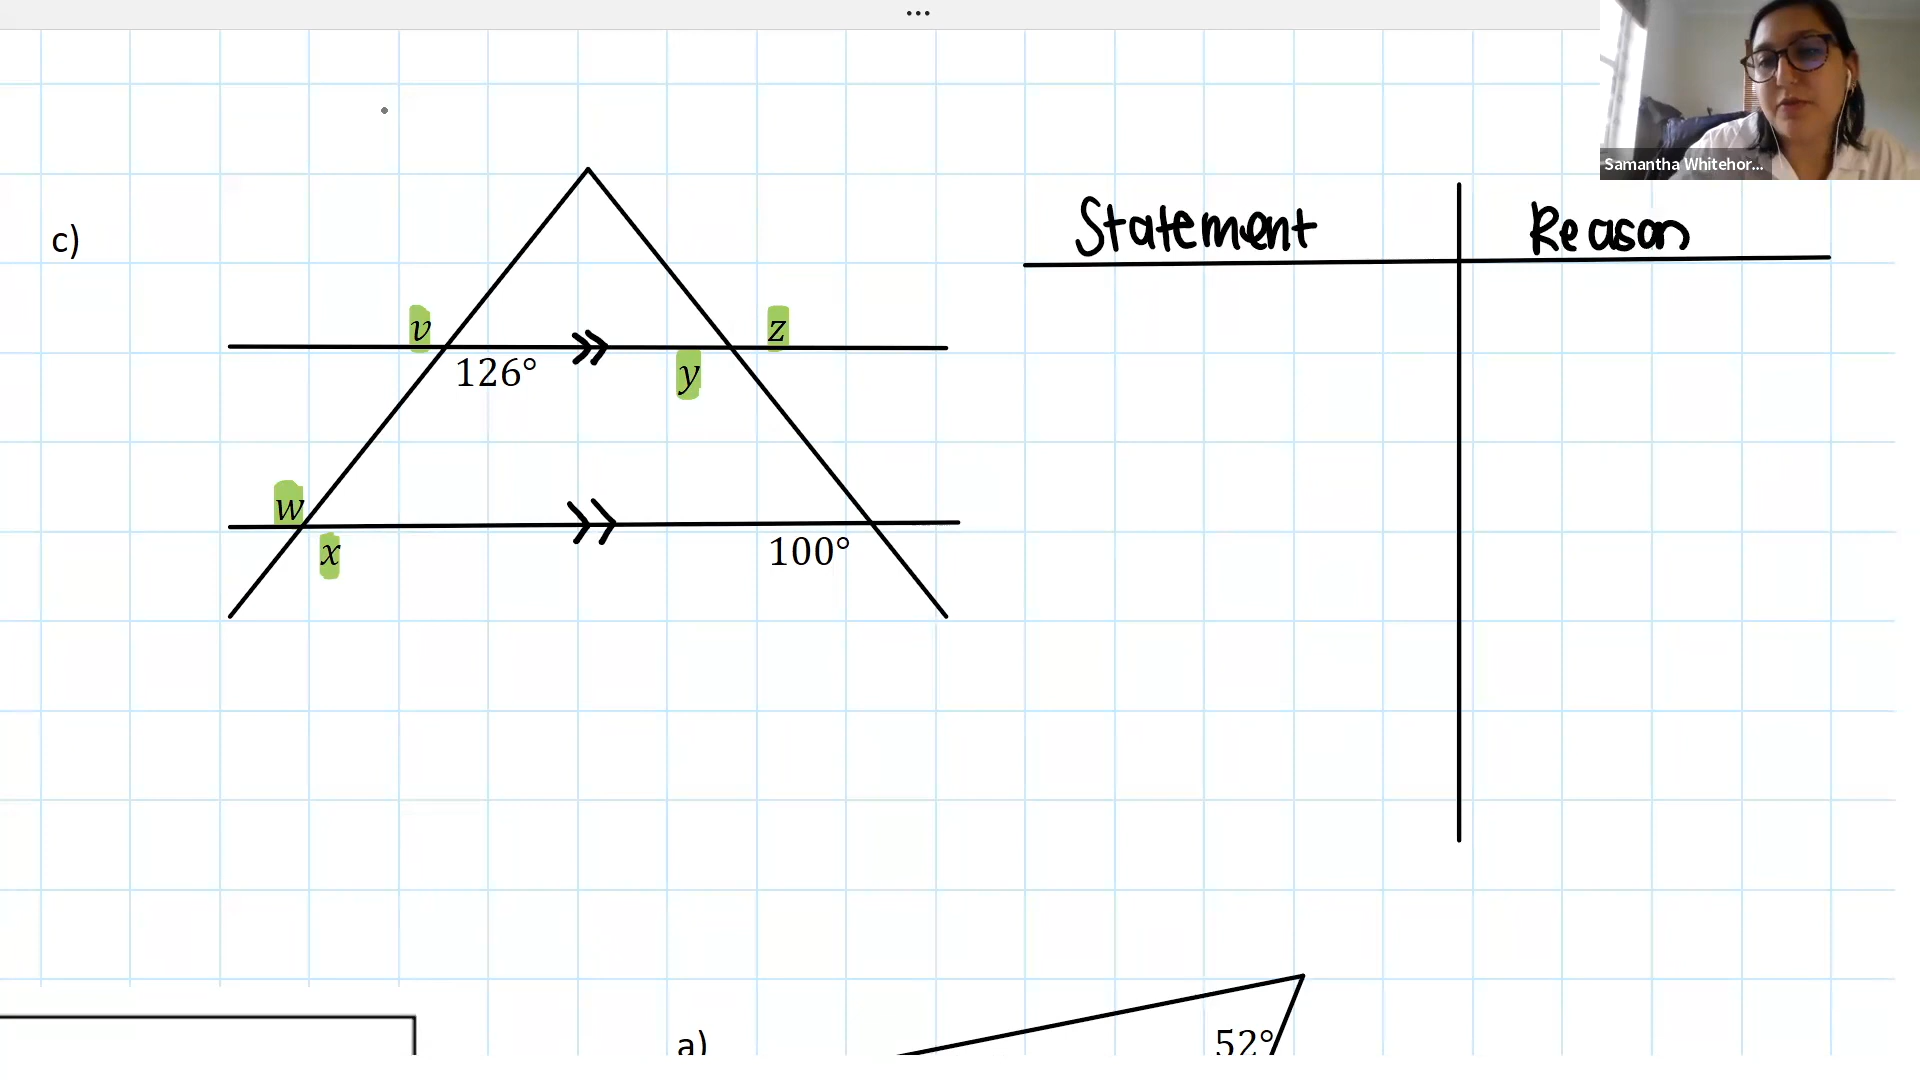 ...
Samantha Whitehor...
Statement Reason
c)
v z
126° y
w
x 100°
a) 52°